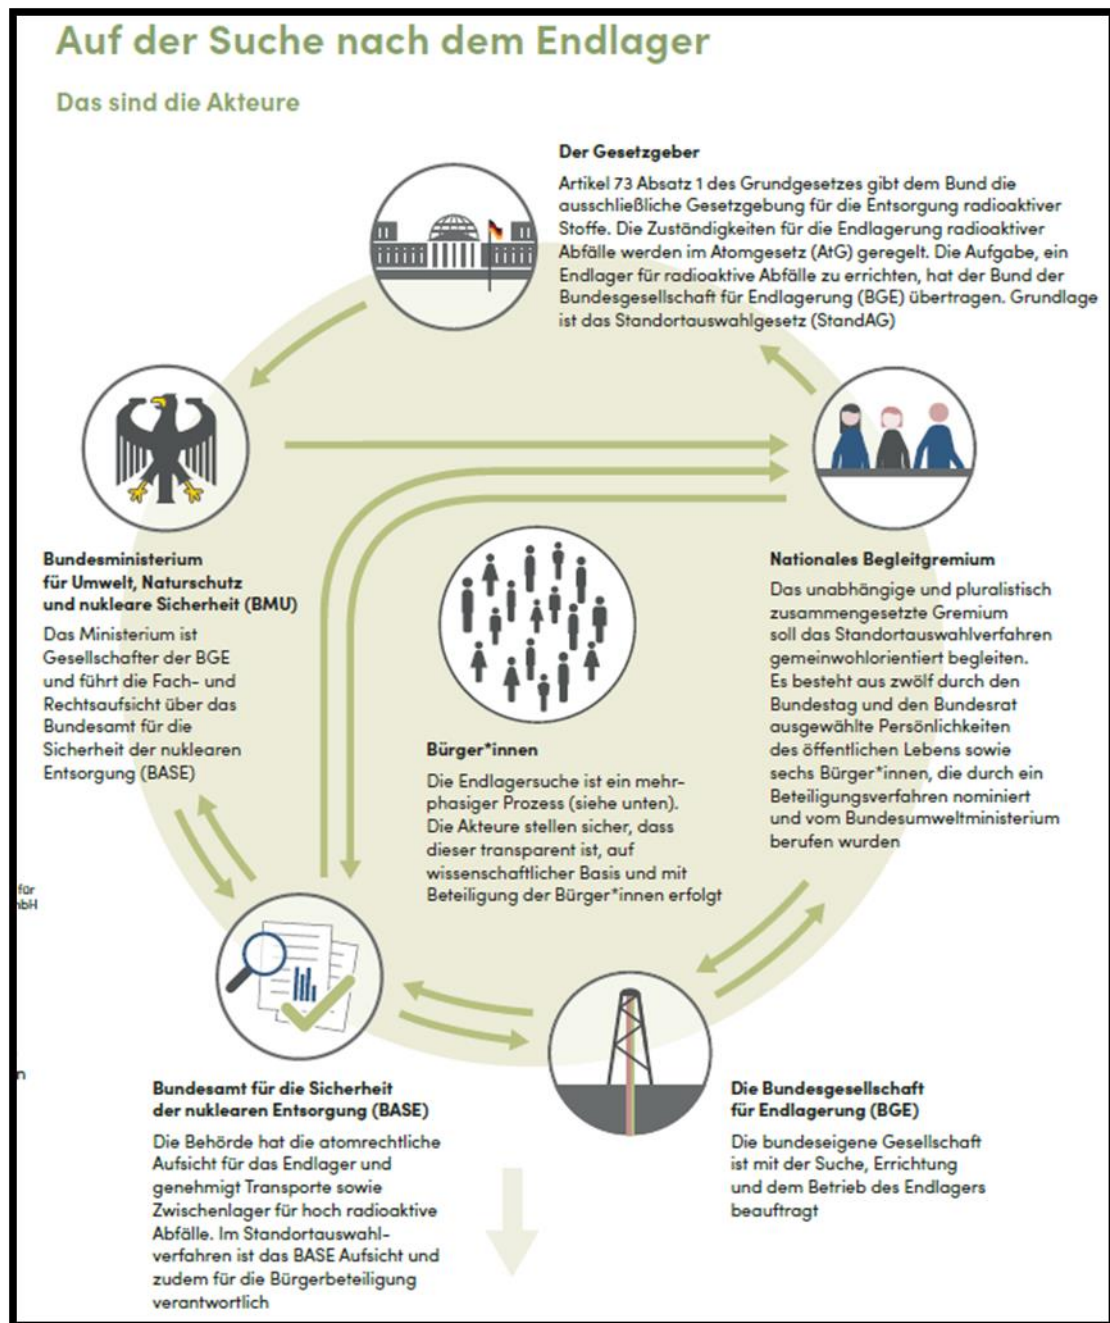 Auf der Suche nach dem Endlager
Das sind die Akteure
Der Gesetzgeber
Artikel 73 Absatz 1 des Grundgesetzes gibt dem Bund die
ausschließliche Gesetzgebung für die Entsorgung radioaktiver
Stoffe. Die Zuständigkeiten für die Endlagerung radioaktiver
Abfälle werden im Atomgesetz (AtG) geregelt. Die Aufgabe, ein
Endlager für radioaktive Abfälle zu errichten, hat der Bund der
Bundesgesellschaft für Endlagerung (BGE) übertragen. Grundlage
ist das Standortauswahlgesetz (StandAG)
Bundesministerium
für Umwelt, Naturschutz
und nukleare Sicherheit (BMU)
Das Ministerium ist
Gesellschafter der BGE
und führt die Fach- und
Rechtsaufsicht über das
Bundesamt für die
Sicherheit der nuklearen
Entsorgung (BASE)
Nationales Begleitgremium
Das unabhängige und pluralistisch
zusammengesetzte Gremium
soll das Standortauswahlverfahren
gemeinwohlorientiert begleiten.
Es besteht aus zwölf durch den
Bundestag und den Bundesrat
ausgewählte Persönlichkeiten
des öffentlichen Lebens sowie
sechs Bürger*innen, die durch ein
Beteiligungsverfahren nominiert
und vom Bundesumweltministerium
berufen wurden
Bürger*innen
Die Endlagersuche ist ein mehr-
phasiger Prozess (siehe unten).
Die Akteure stellen sicher, dass
dieser transparent ist, auf
wissenschaftlicher Basis und mit
Beteiligung der Bürger*innen erfolgt
für
nbH
n
Bundesamt für die Sicherheit
der nuklearen Entsorgung (BASE)
Die Behörde hat die atomrechtliche
Aufsicht für das Endlager und
genehmigt Transporte sowie
Zwischenlager für hoch radioaktive
Abfälle. Im Standortauswahl-
verfahren ist das BASE Aufsicht und
zudem für die Bürgerbeteiligung
verantwortlich
Die Bundesgesellschaft
für Endlagerung (BGE)
Die bundeseigene Gesellschaft
ist mit der Suche, Errichtung
und dem Betrieb des Endlagers
beauftragt